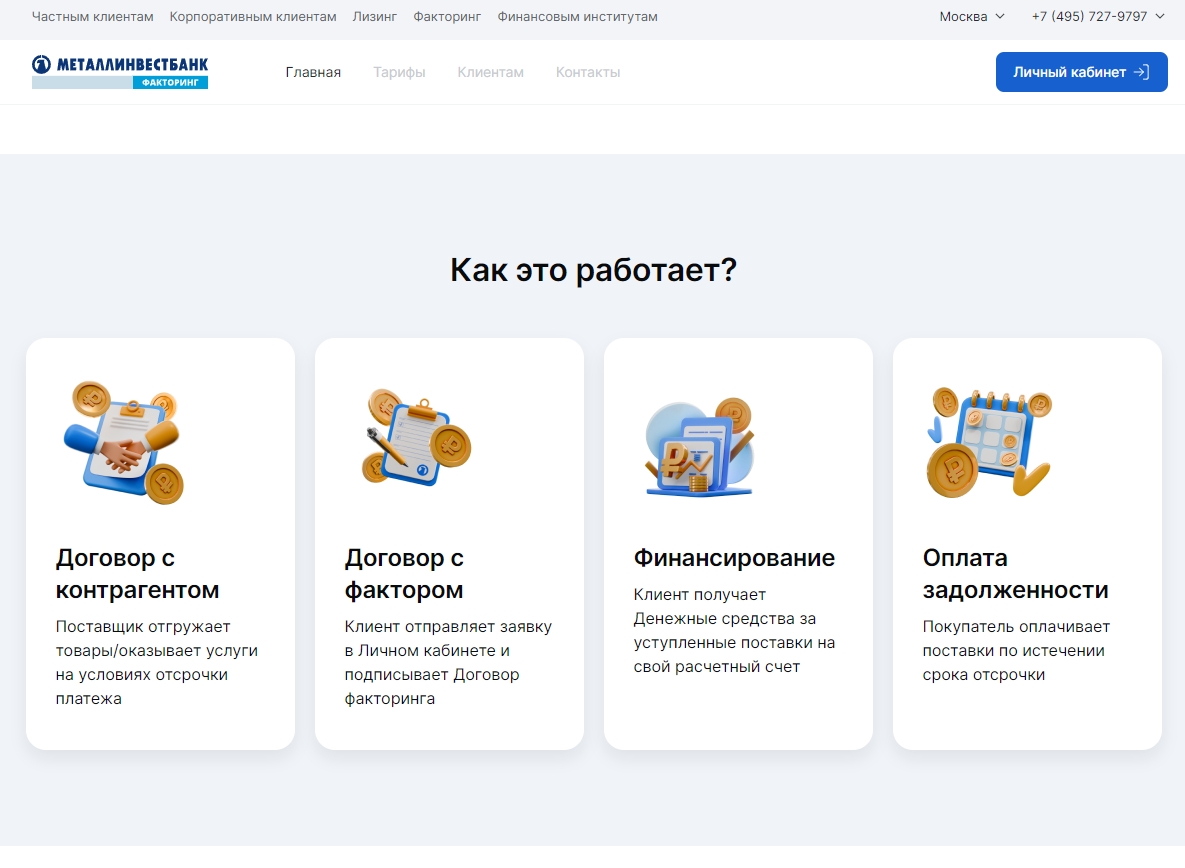 Частным клиентам Корпоративным клиентам Лизинг Факторинг Финансовым институтам Москва +7 (495) 727-9797
МЕТАЛЛИНВЕСТБАНК
ФАКТОРИНГ
Главная Тарифы Клиентам Контакты Личный кабинет
Как это работает?
Договор с
контрагентом
Поставщик отгружает
товары/оказывает услуги
на условиях отсрочки
платежа
Договор с
фактором
Клиент отправляет заявку
в Личном кабинете и
подписывает Договор
факторинга
Финансирование
Клиент получает
Денежные средства за
уступленные поставки на
свой расчетный счет
Оплата
задолженности
Покупатель оплачивает
поставки по истечении
срока отсрочки